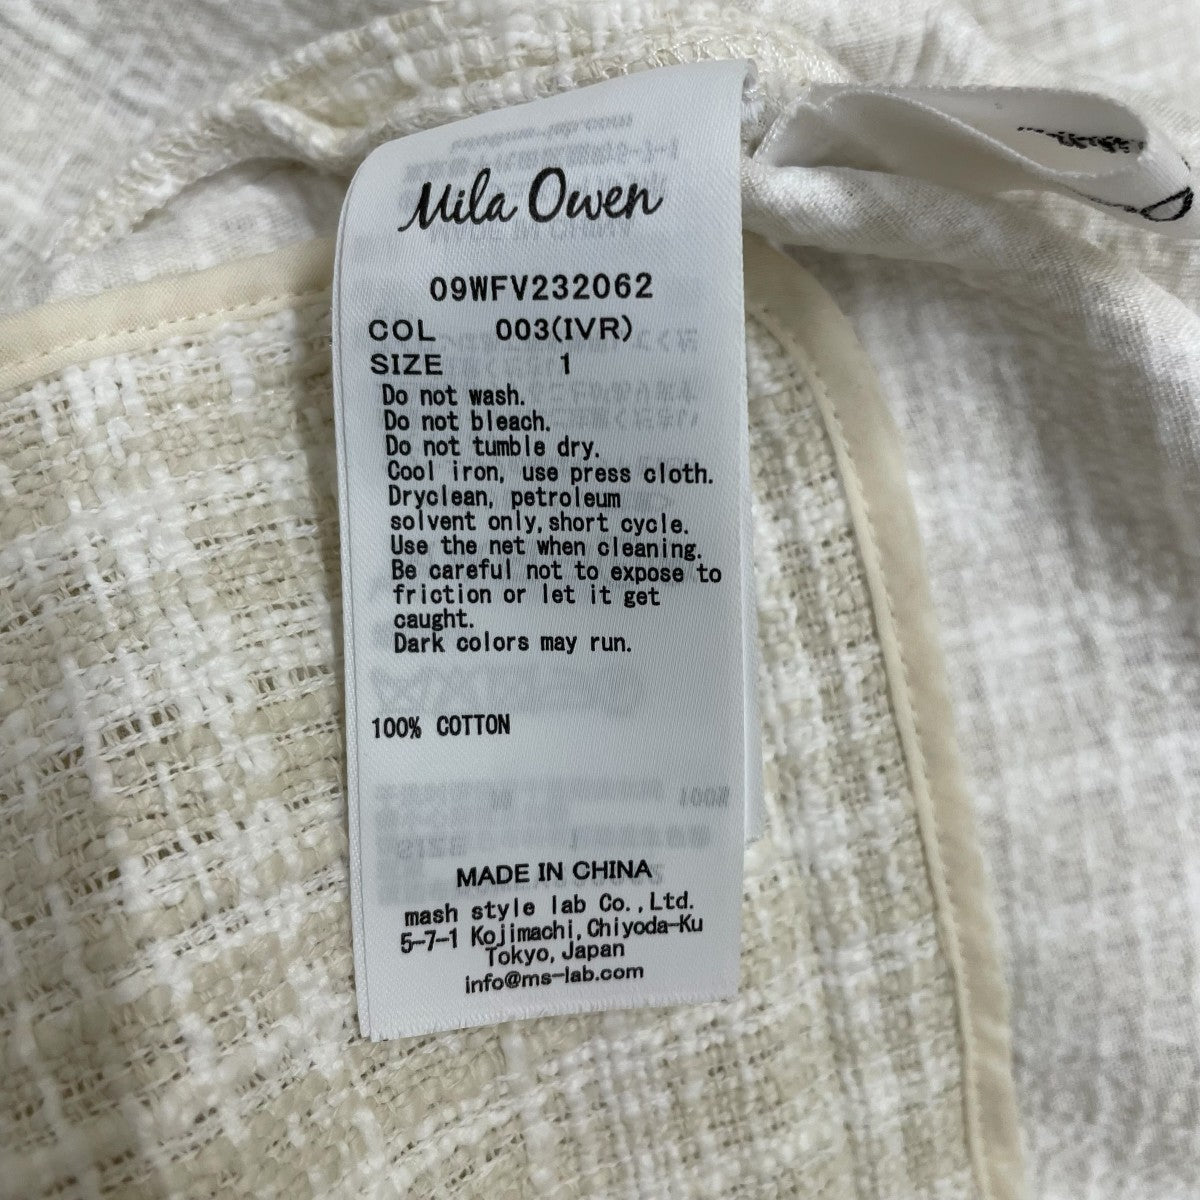 Mila Owen
09WFV232062
COL 003(IVR)
SIZE 1
Do not wash.
Do not bleach.
Do not tumble dry.
Cool iron, use press cloth.
Dryclean, petroleum
solvent only,short cycle.
Use the net when cleaning.
Be careful not to expose to
friction or let it get
caught.
Dark colors may run.
100% COTTON
MADE IN CHINA
mash style lab Co.,Ltd.
5-7-1 Kojimachi,Chiyoda-Ku
Tokyo,Japan
info@ms-lab.com